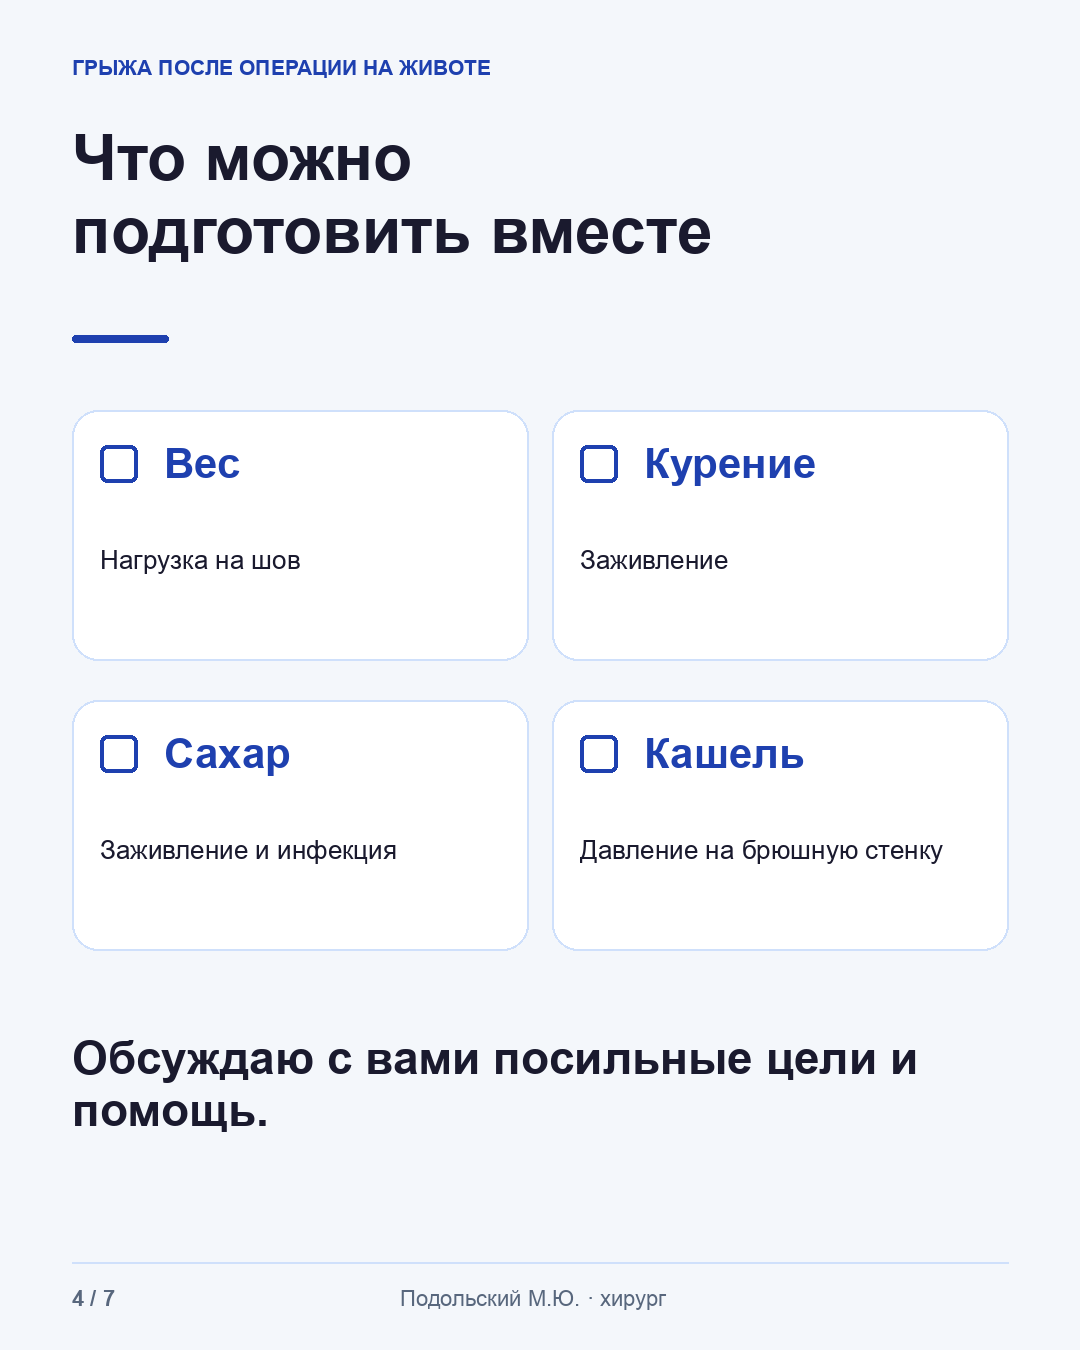 ГРЫЖА ПОСЛЕ ОПЕРАЦИИ НА ЖИВОТЕ
Что можно
подготовить вместе
Вес
Нагрузка на шов
Курение
Заживление
Сахар
Заживление и инфекция
Кашель
Давление на брюшную стенку
Обсуждаю с вами посильные цели и
помощь.
4 / 7
Подольский М.Ю. · хирург